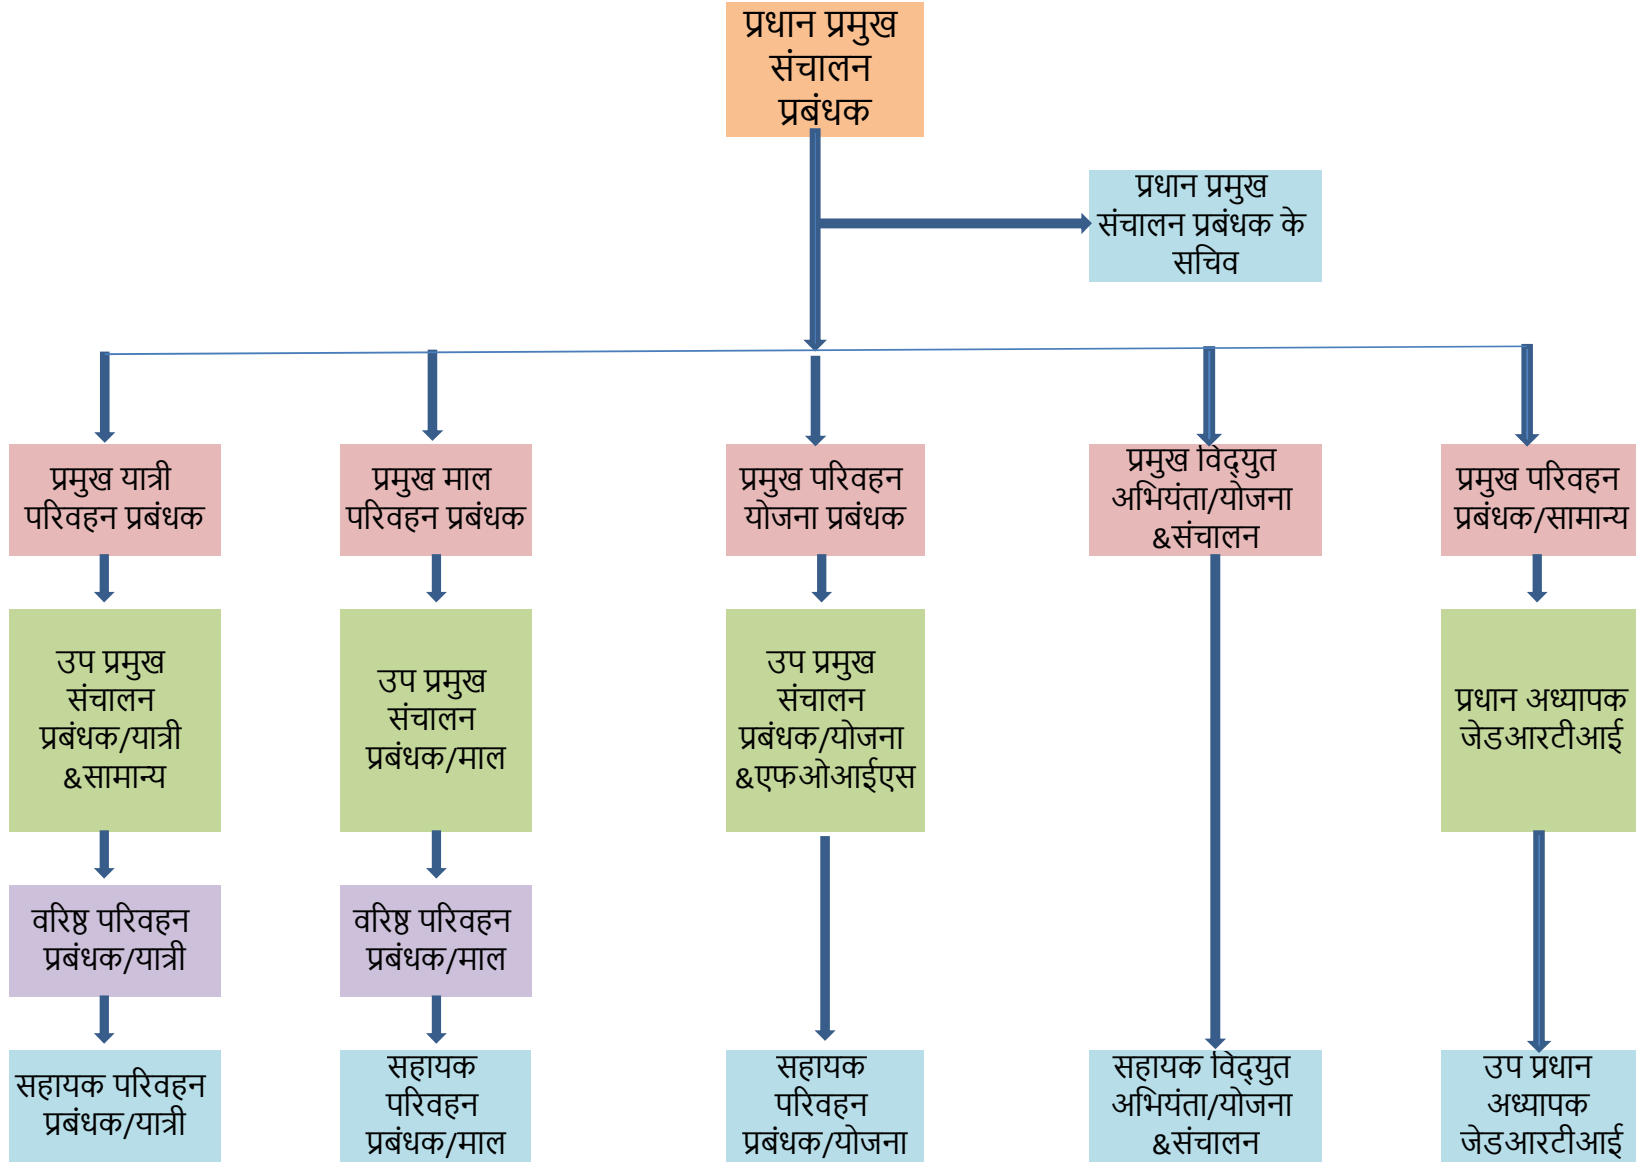 प्रधान प्रमुख
संचालन
प्रबंधक
प्रधान प्रमुख
संचालन प्रबंधक के
सचिव
प्रमुख यात्री
परिवहन प्रबंधक
प्रमुख माल
परिवहन प्रबंधक
प्रमुख परिवहन
योजना प्रबंधक
प्रमुख विद्युत
अभियंता/योजना
&संचालन
प्रमुख परिवहन
प्रबंधक/सामान्य
उप प्रमुख
संचालन
प्रबंधक/यात्री
&सामान्य
उप प्रमुख
संचालन
प्रबंधक/माल
उप प्रमुख
संचालन
प्रबंधक/योजना
&एफओआईएस
प्रधान अध्यापक
जेडआरटीआई
वरिष्ठ परिवहन
प्रबंधक/यात्री
वरिष्ठ परिवहन
प्रबंधक/माल
सहायक परिवहन
प्रबंधक/यात्री
सहायक
परिवहन
प्रबंधक/माल
सहायक
परिवहन
प्रबंधक/योजना
सहायक विद्युत
अभियंता/योजना
&संचालन
उप प्रधान
अध्यापक
जेडआरटीआई